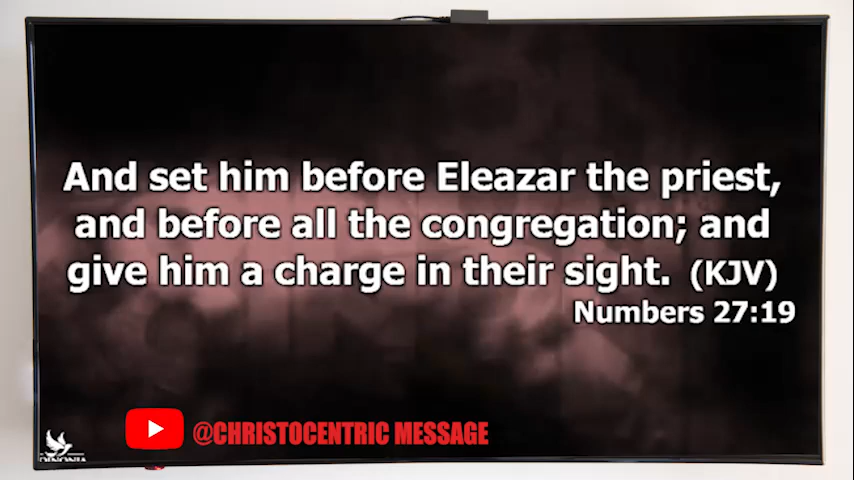 And set him before Eleazar the priest,
and before all the congregation; and
give him a charge in their sight. (KJV)
Numbers 27:19
@CHRISTOCENTRIC MESSAGE